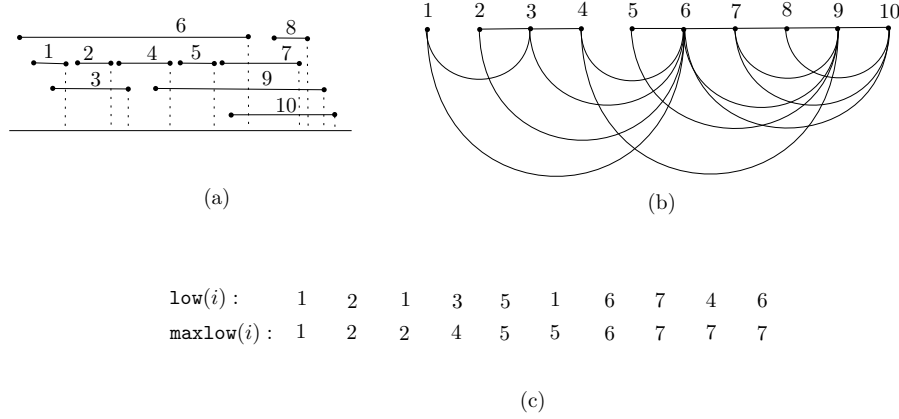 6 8
1 2 4 5 7
3 9
10
(a)
1 2 3 4 5 6 7 8 9 10
(b)
low(i) : 1 2 1 3 5 1 6 7 4 6
maxlow(i) : 1 2 2 4 5 5 6 7 7 7
(c)